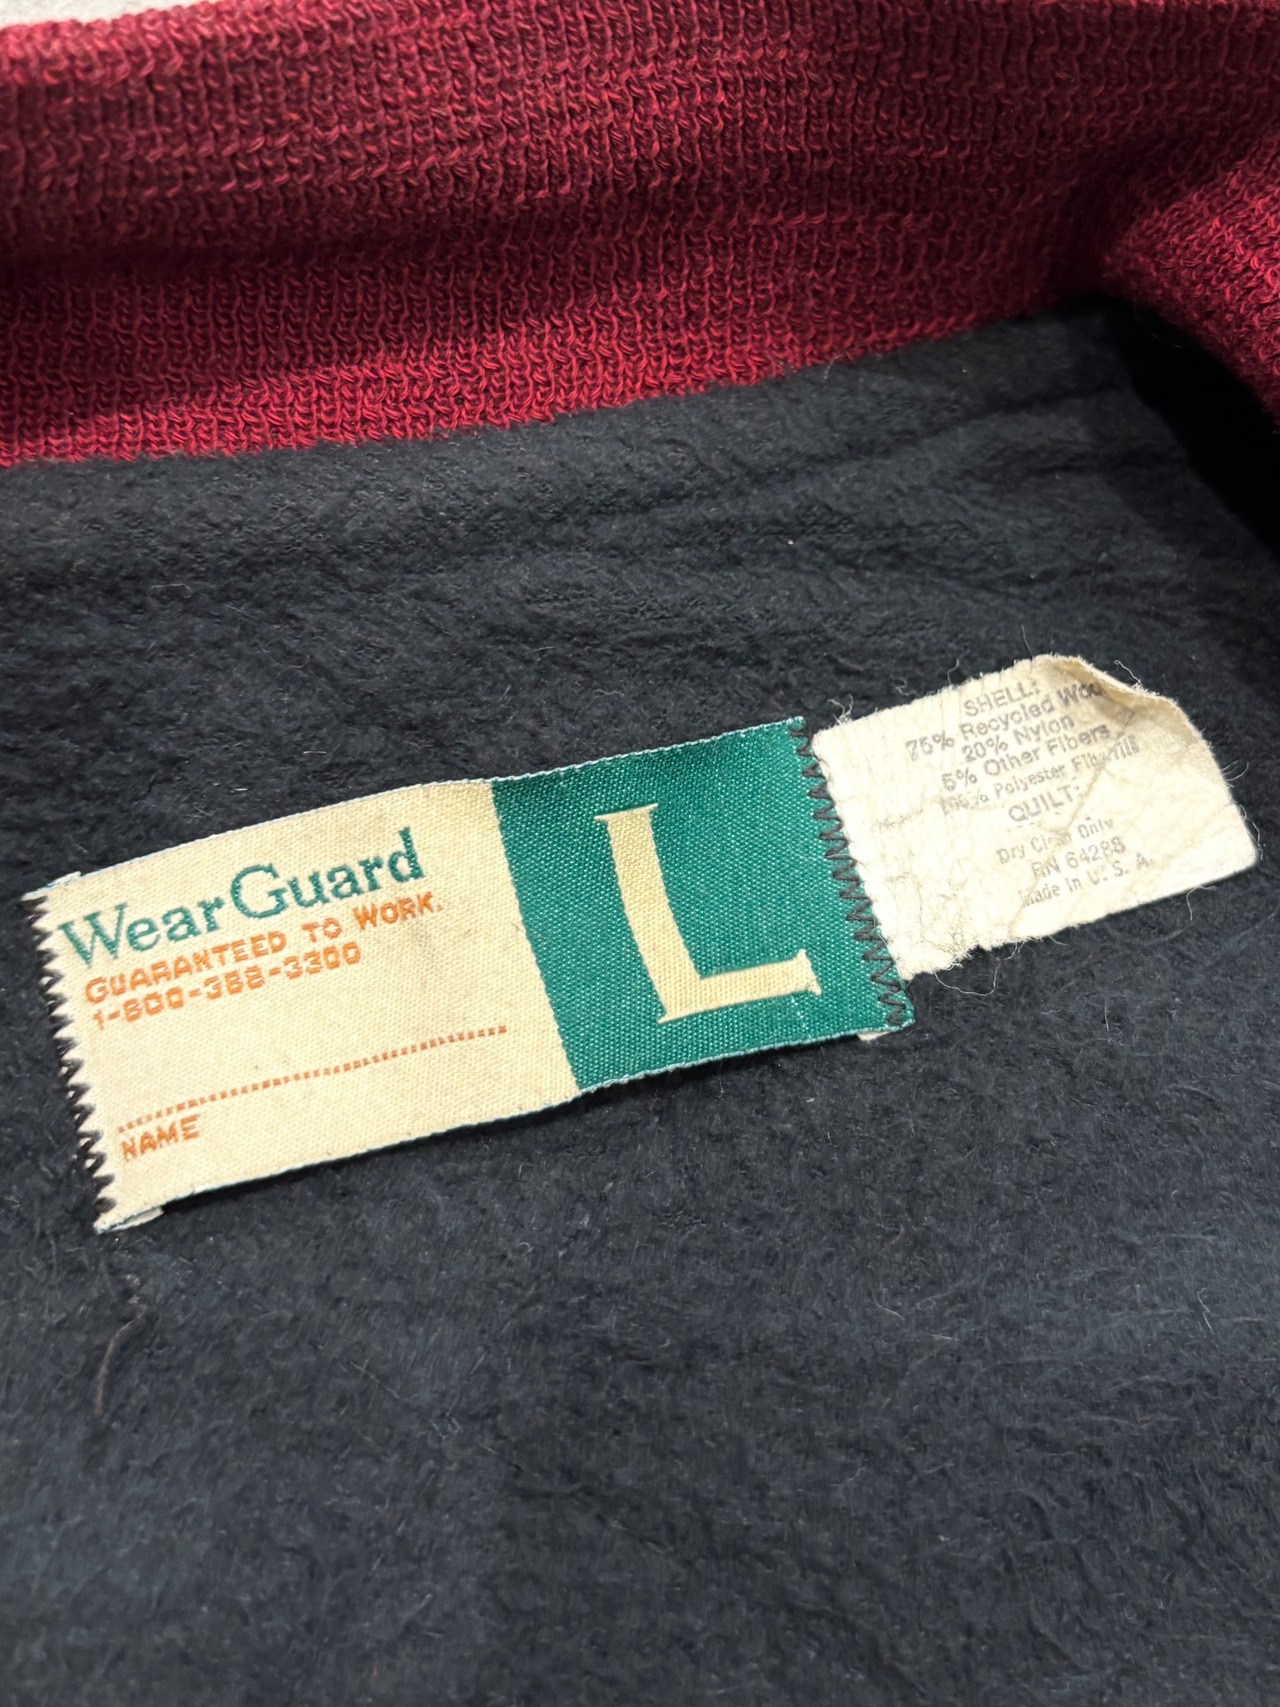 WearGuard
GUARANTEED TO WORK.
1-800-388-3300
NAME
L
SHELL:
75% Recycled
20% Nylon
5% Other Fibers
Polyester
QUILT:
Dry Clean Only
RN 64288
Made In U. S. A.